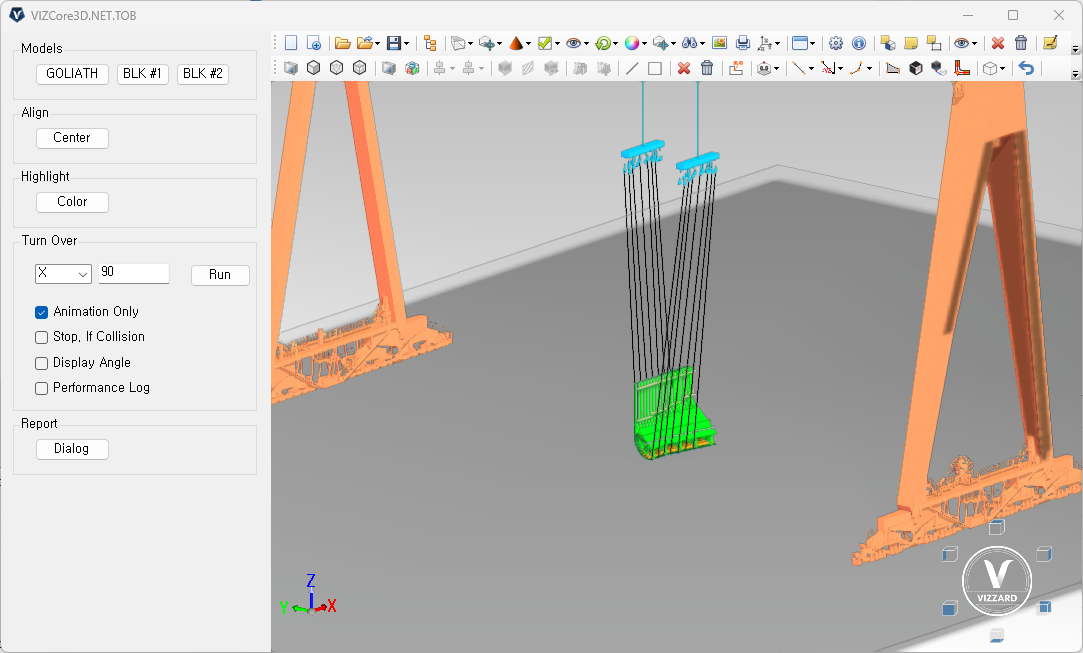 VIZCore3D.NET.TOB
Models
GOLIATH BLK #1 BLK #2
Align
Center
Highlight
Color
Turn Over
X 90 Run
Animation Only
Stop, If Collision
Display Angle
Performance Log
Report
Dialog
Z
Y X
V
VIZZARD